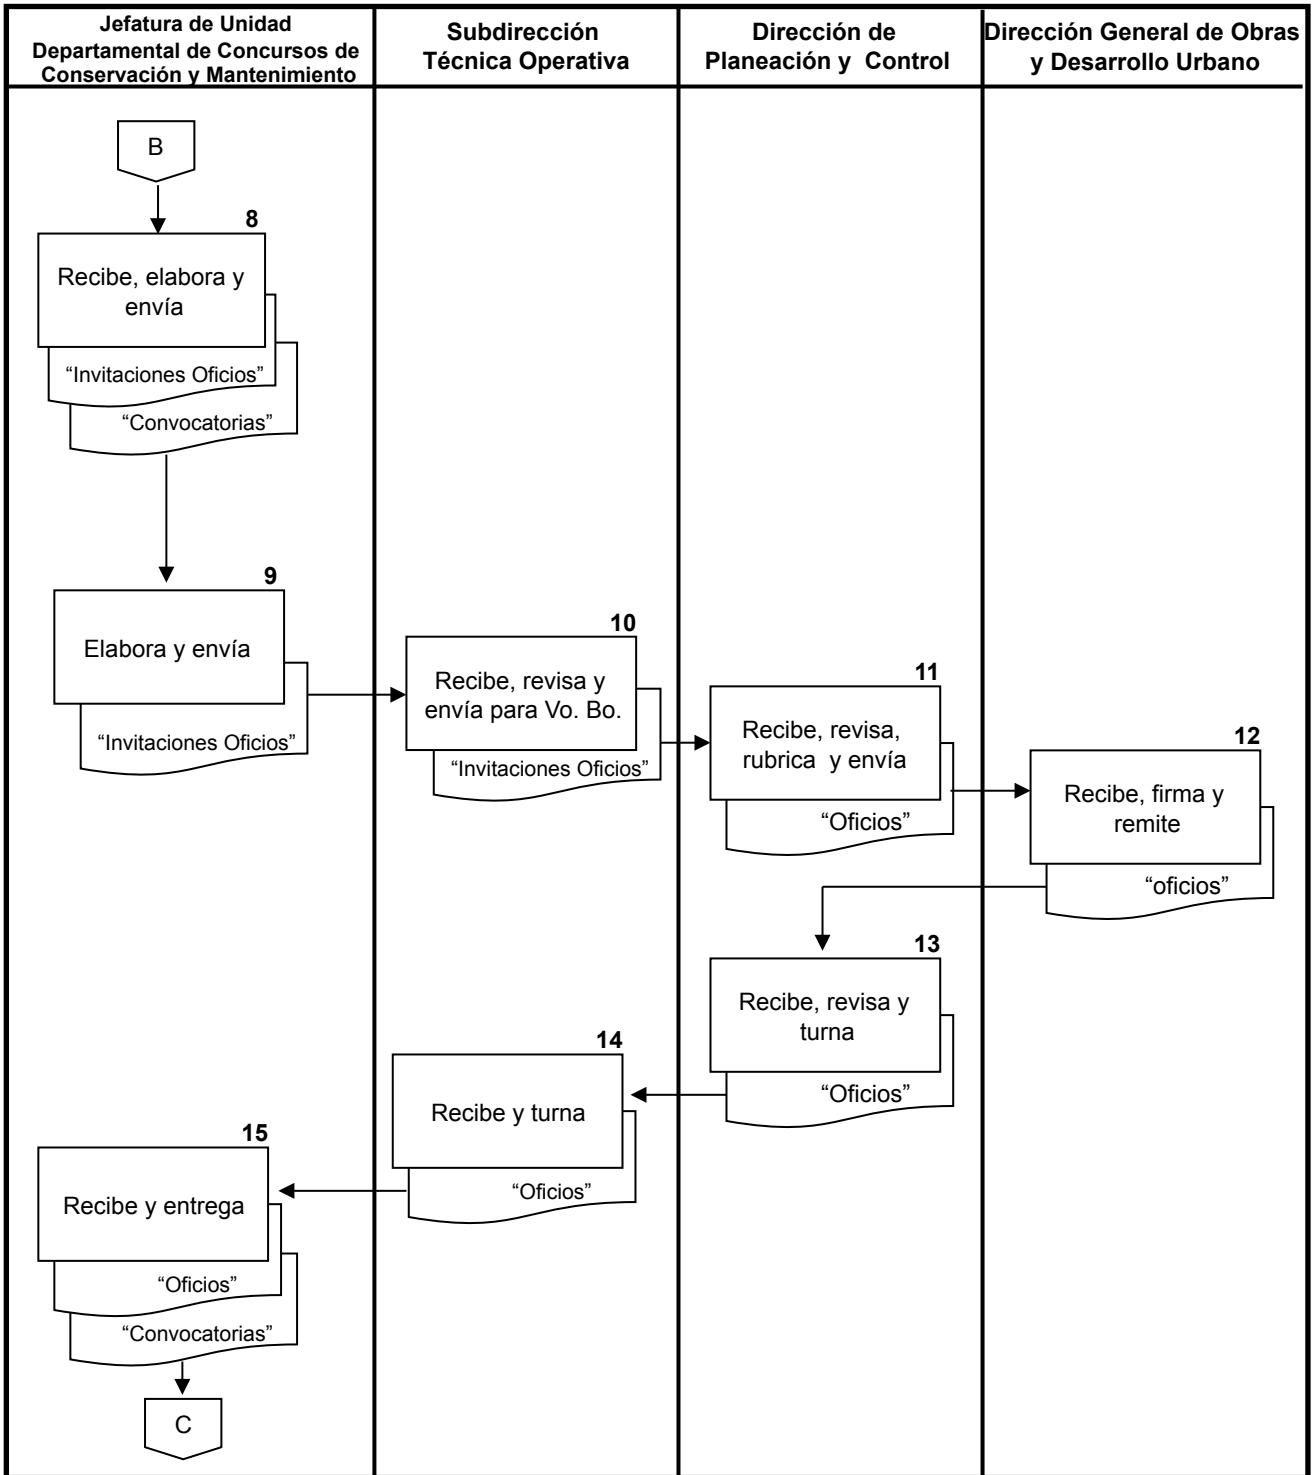 Jefatura de Unidad
Departamental de Concursos de
Conservación y Mantenimiento
Subdirección
Técnica Operativa
Dirección de
Planeación y Control
Dirección General de Obras
y Desarrollo Urbano
B
8
Recibe, elabora y
envía
“Invitaciones Oficios”
“Convocatorias”
9
Elabora y envía
“Invitaciones Oficios”
10
Recibe, revisa y
envía para Vo. Bo.
“Invitaciones Oficios”
11
Recibe, revisa,
rubrica y envía
“Oficios”
12
Recibe, firma y
remite
“oficios”
13
Recibe, revisa y
turna
“Oficios”
14
Recibe y turna
“Oficios”
15
Recibe y entrega
“Oficios”
“Convocatorias”
C